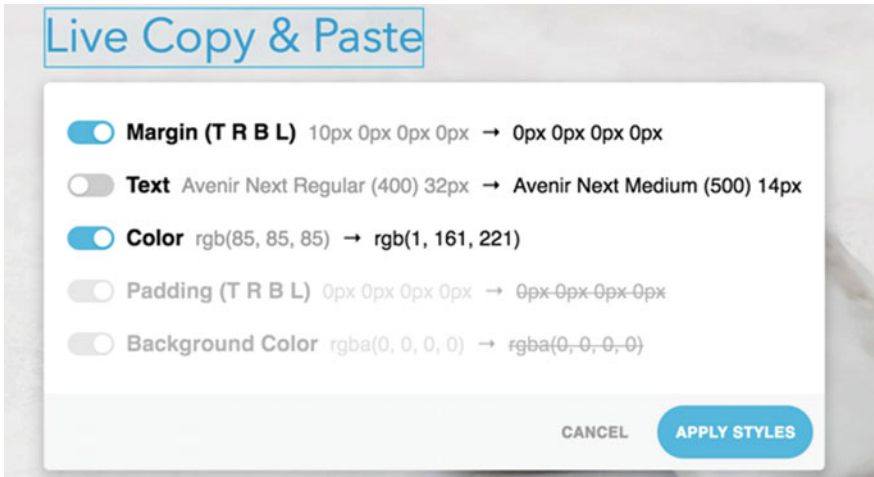 Live Copy & Paste
Margin (T R B L) 10px 0px 0px 0px → 0px 0px 0px 0px
Text Avenir Next Regular (400) 32px → Avenir Next Medium (500) 14px
Color rgb(85, 85, 85) → rgb(1, 161, 221)
Padding (T R B L) 0px 0px 0px 0px → 0px 0px 0px 0px
Background Color rgba(0, 0, 0, 0) → rgba(0, 0, 0, 0)
CANCEL APPLY STYLES